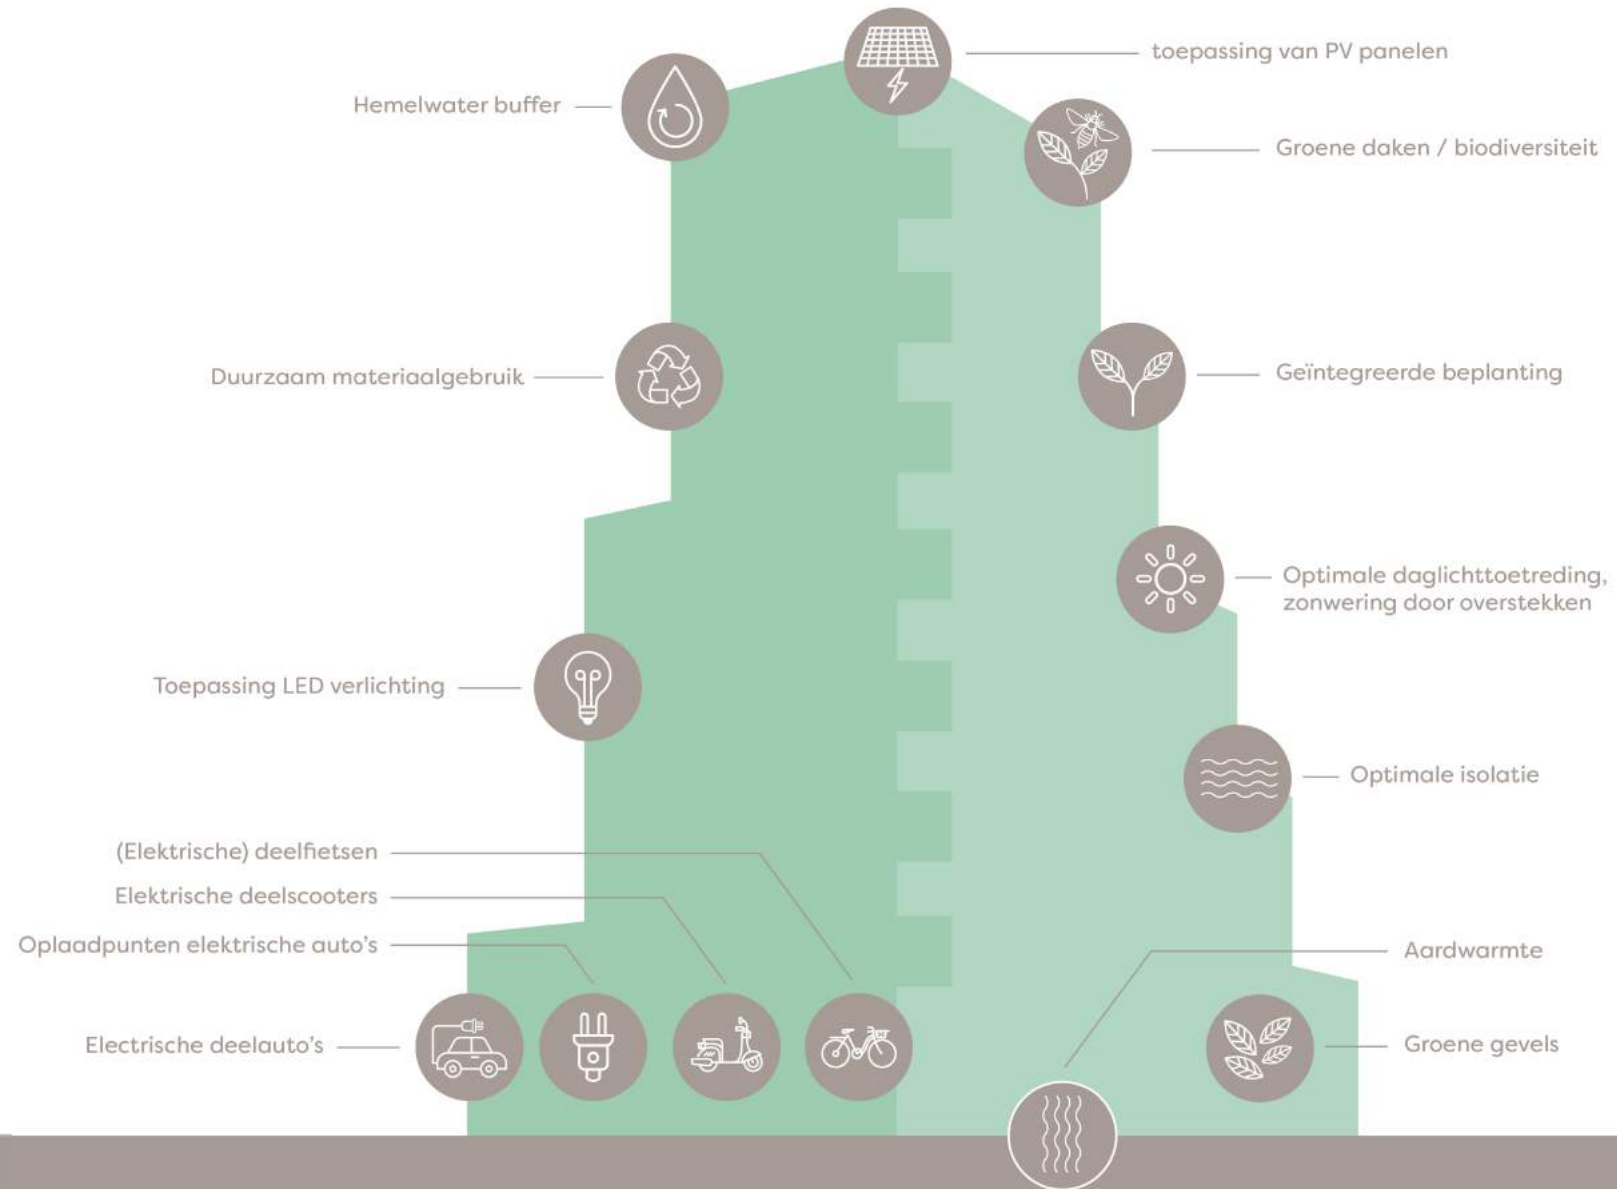 toepassing van PV panelen
Hemelwater buffer
Groene daken / biodiversiteit
Duurzaam materiaalgebruik
Geïntegreerde beplanting
Optimale daglichttoetreding,
zonwering door overstekken
Toepassing LED verlichting
Optimale isolatie
(Elektrische) deelfietsen
Elektrische deelscooters
Oplaadpunten elektrische auto's
Aardwarmte
Electrische deelauto's
Groene gevels